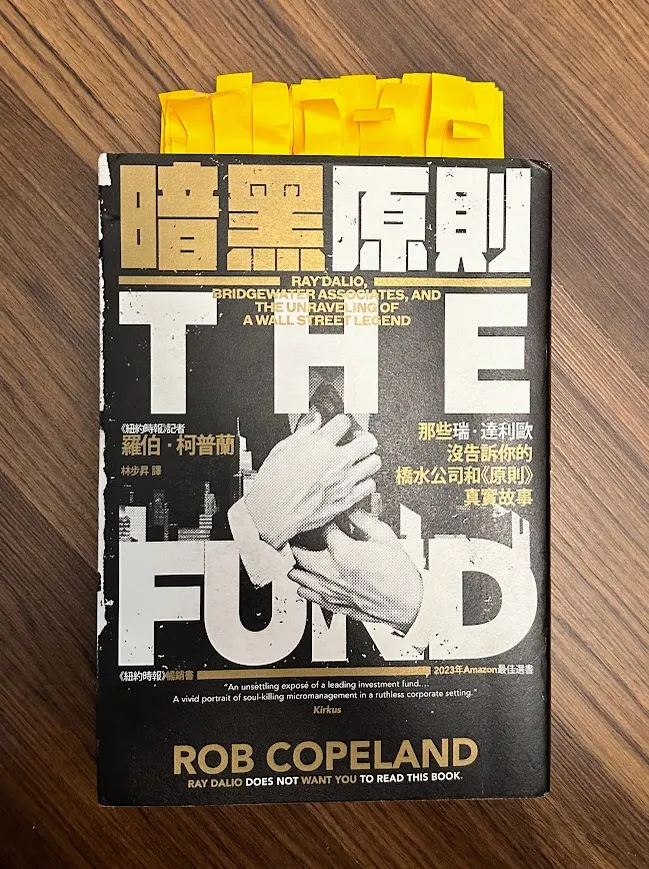 暗黑原則
RAY DALIO,
BRIDGEWATER ASSOCIATES, AND
THE UNRAVELING OF
A WALL STREET LEGEND
THE
《紐約時報》記者
羅伯·柯普蘭
林步昇 譯
那些瑞·達利歐
沒告訴你的
橋水公司和《原則》
真實故事
FUND
《紐約時報》暢銷書
2023年Amazon最佳選書
“An unsettling exposé of a leading investment fund...
A vivid portrait of soul-killing micromanagement in a ruthless corporate setting.”
Kirkus
ROB COPELAND
RAY DALIO DOES NOT WANT YOU TO READ THIS BOOK.